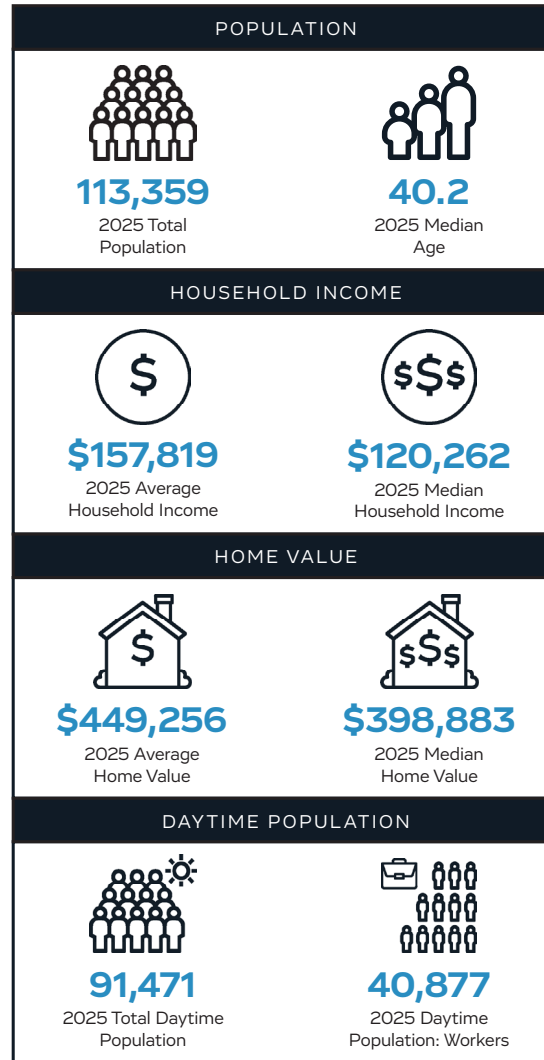 POPULATION
113,359
2025 Total
Population
40.2
2025 Median
Age
HOUSEHOLD INCOME
$
$157,819
2025 Average
Household Income
$$$
$120,262
2025 Median
Household Income
HOME VALUE
$
$449,256
2025 Average
Home Value
$$$
$398,883
2025 Median
Home Value
DAYTIME POPULATION
91,471
2025 Total Daytime
Population
40,877
2025 Daytime
Population: Workers